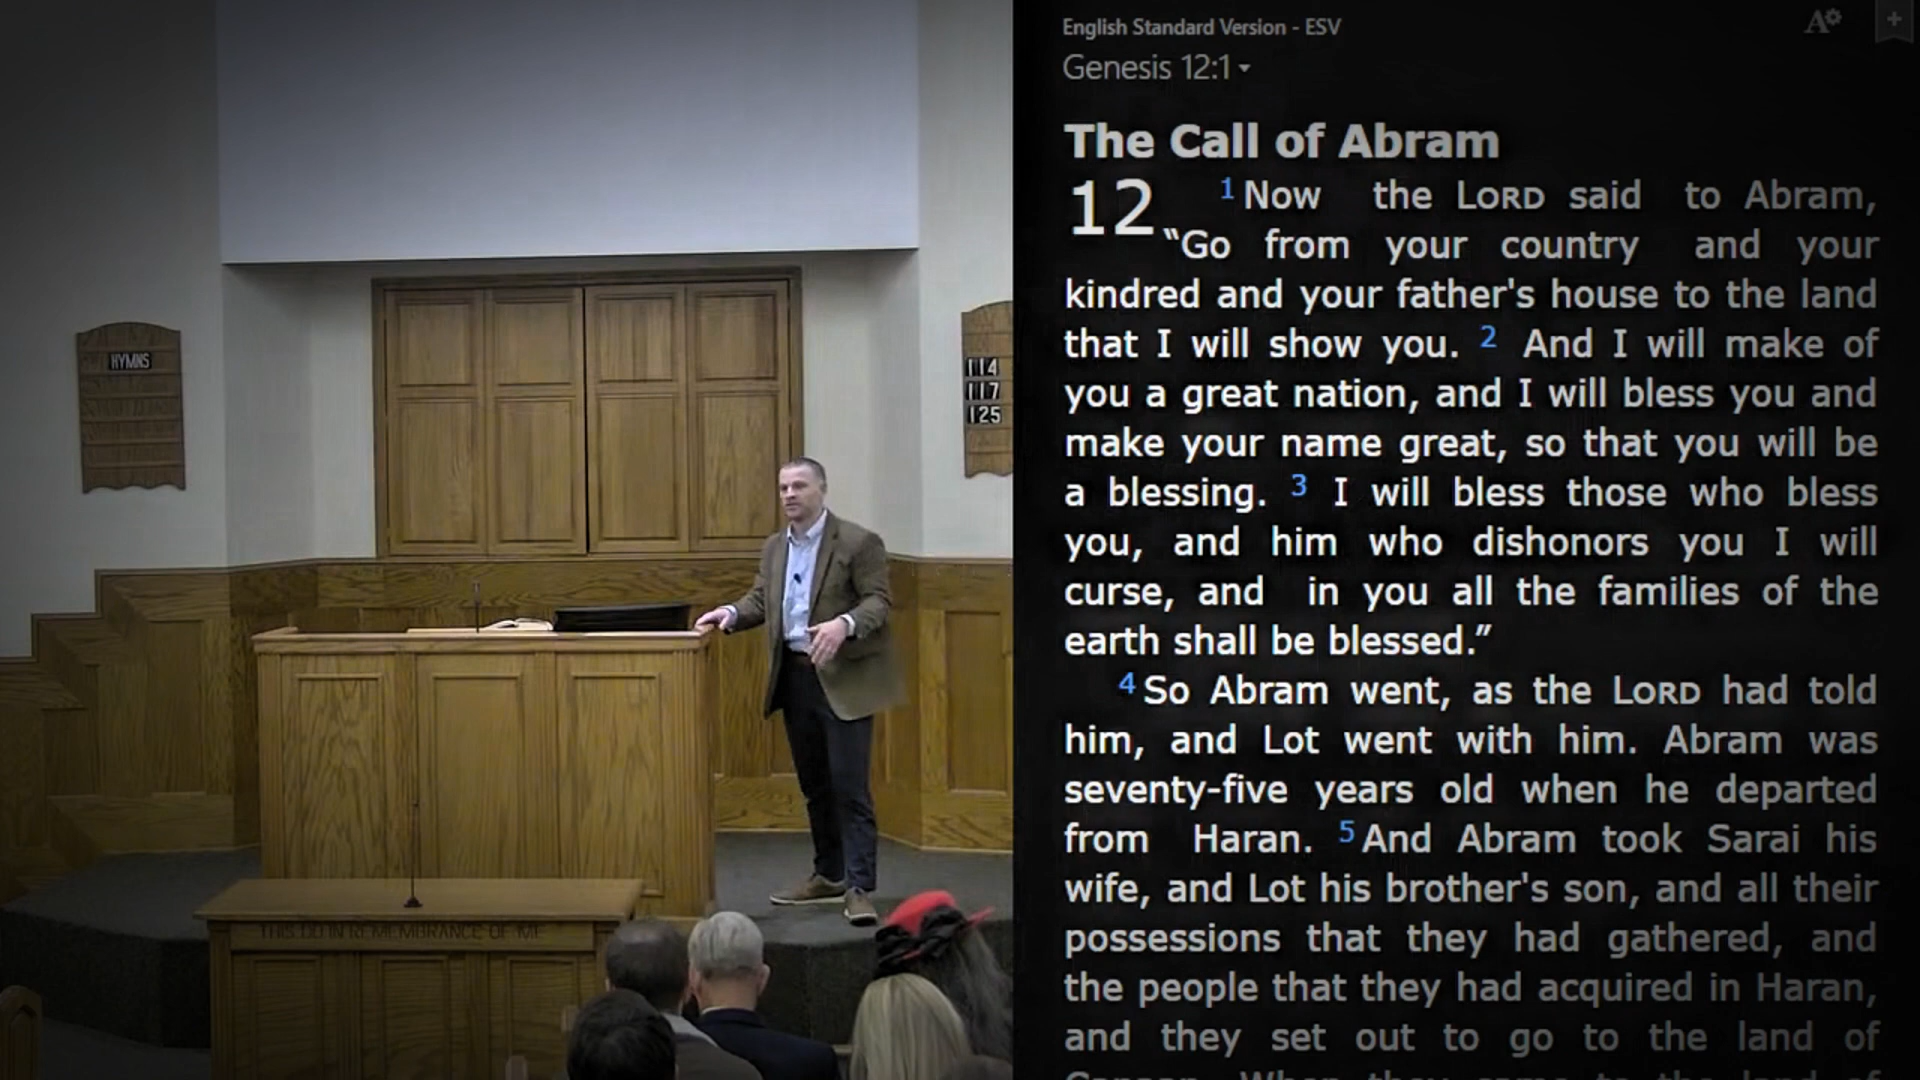 HYMNS
114
117
125
THIS DO IN REMEMBRANCE OF ME
English Standard Version - ESV
Genesis 12:1
The Call of Abram
12 1 Now the LORD said to Abram,
“Go from your country and your
kindred and your father's house to the land
that I will show you. 2 And I will make of
you a great nation, and I will bless you and
make your name great, so that you will be
a blessing. 3 I will bless those who bless
you, and him who dishonors you I will
curse, and in you all the families of the
earth shall be blessed.”
4 So Abram went, as the LORD had told
him, and Lot went with him. Abram was
seventy-five years old when he departed
from Haran. 5 And Abram took Sarai his
wife, and Lot his brother's son, and all their
possessions that they had gathered, and
the people that they had acquired in Haran,
and they set out to go to the land of